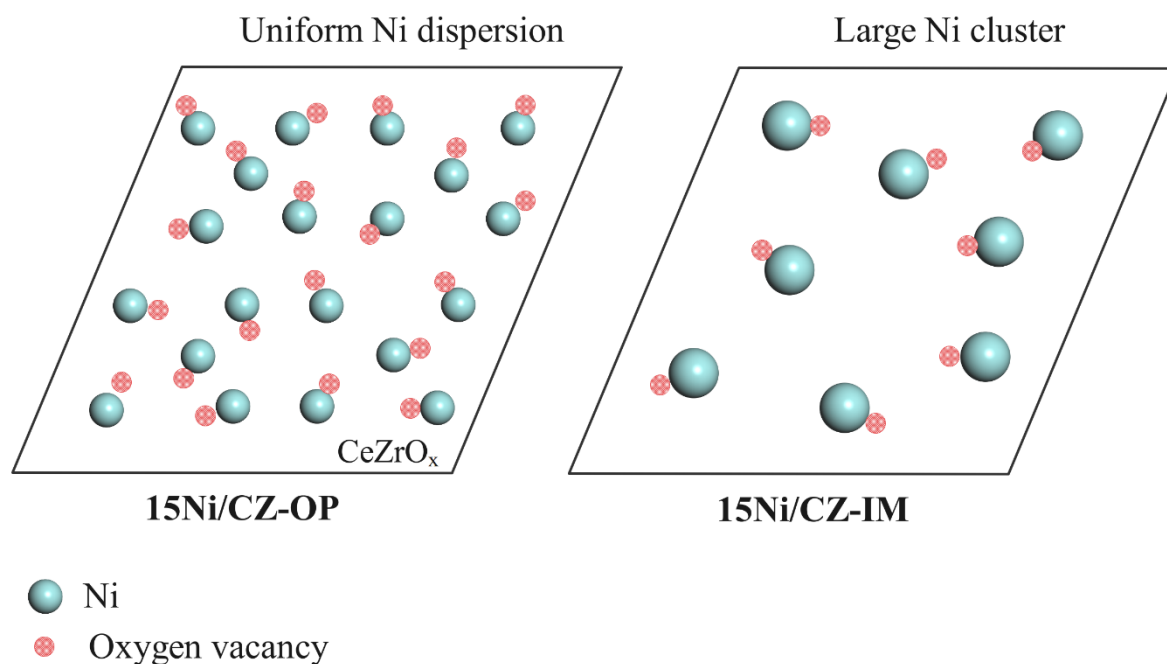 Uniform Ni dispersion
Large Ni cluster
CeZrOₓ
15Ni/CZ-OP
15Ni/CZ-IM
Ni
Oxygen vacancy